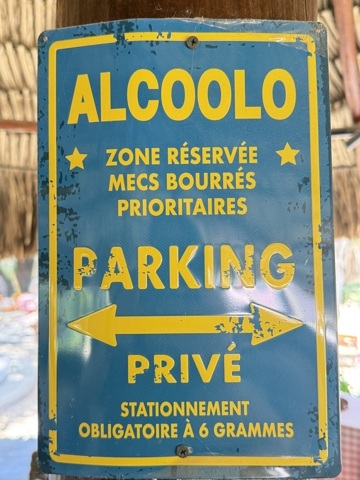 ALCOOLO
ZONE RÉSERVÉE
MECS BOURRÉS
PRIORITAIRES
PARKING
PRIVÉ
STATIONNEMENT
OBLIGATOIRE À 6 GRAMMES